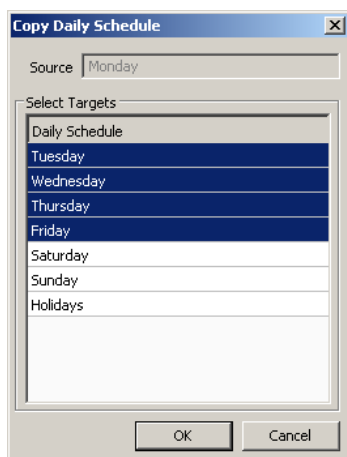 Copy Daily Schedule
Source Monday
Select Targets
Daily Schedule
Tuesday
Wednesday
Thursday
Friday
Saturday
Sunday
Holidays
OK Cancel